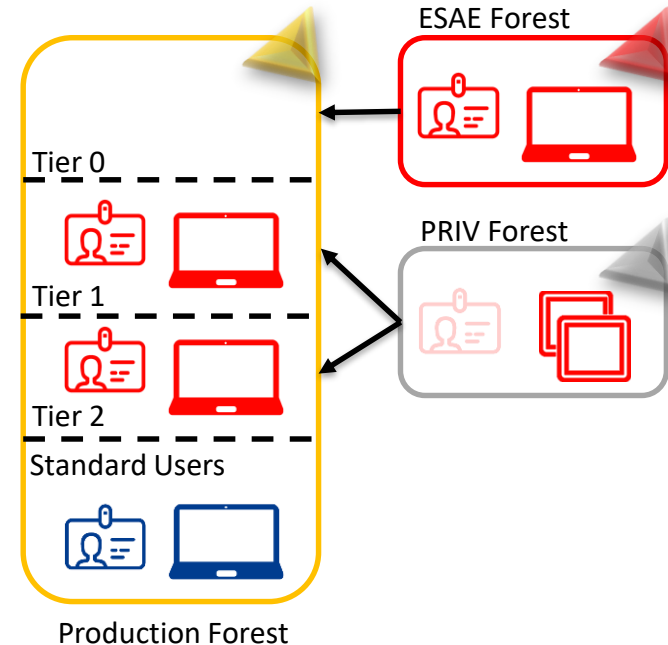 ESAE Forest
Tier 0
PRIV Forest
Tier 1
Tier 2
Standard Users
Production Forest